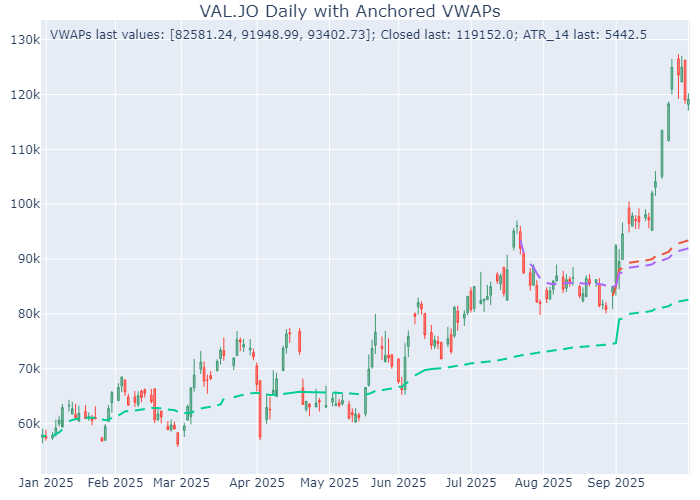 VAL.JO Daily with Anchored VWAPs
130k
VWAPs last values: [82581.24, 91948.99, 93402.73]; Closed last: 119152.0; ATR_14 last: 5442.5
120k
110k
100k
90k
80k
70k
60k
Jan 2025 Feb 2025 Mar 2025 Apr 2025 May 2025 Jun 2025 Jul 2025 Aug 2025 Sep 2025